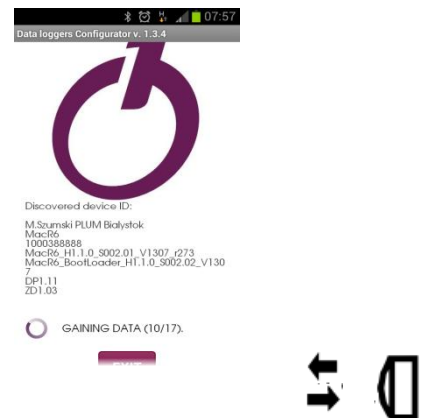 07:57
Data loggers Configurator v. 1.3.4
Discovered device ID:
M.Szumski PLUM Bialystok
MacR6
1000388888
MacR6_H1.1.0_S002.01_V1307_r273
MacR6_BootLoader_H1.1.0_S002.02_V130
7
DP1.11
ZD1.03
GAINING DATA (10/17).